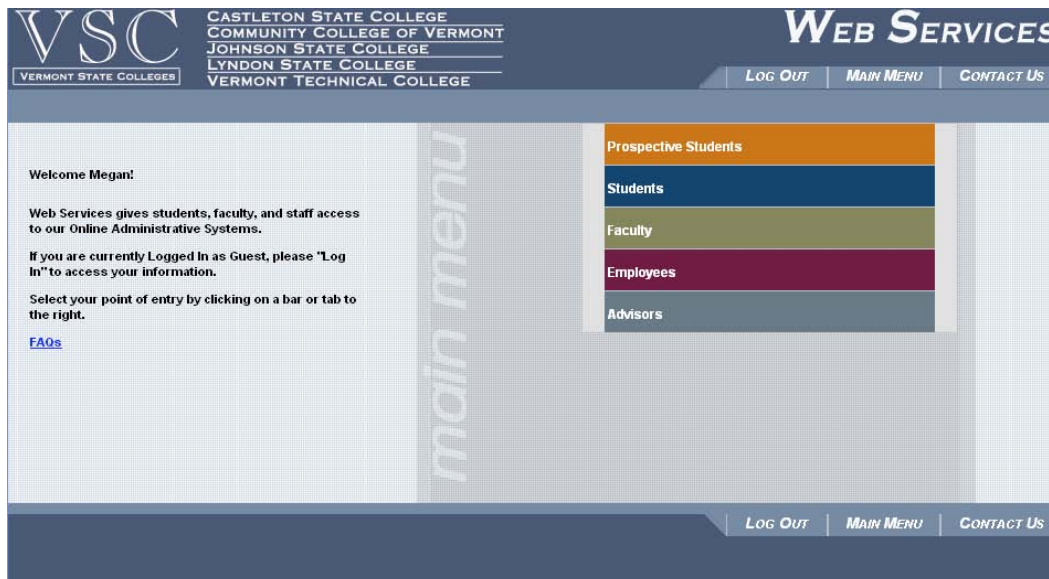 VSC
VERMONT STATE COLLEGES
CASTLETON STATE COLLEGE
COMMUNITY COLLEGE OF VERMONT
JOHNSON STATE COLLEGE
LYNDON STATE COLLEGE
VERMONT TECHNICAL COLLEGE
WEB SERVICES
LOG OUT MAIN MENU CONTACT US
Welcome Megan!
Web Services gives students, faculty, and staff access
to our Online Administrative Systems.
If you are currently Logged In as Guest, please "Log
In" to access your information.
Select your point of entry by clicking on a bar or tab to
the right.
FAQs
main menu
Prospective Students
Students
Faculty
Employees
Advisors
LOG OUT MAIN MENU CONTACT US